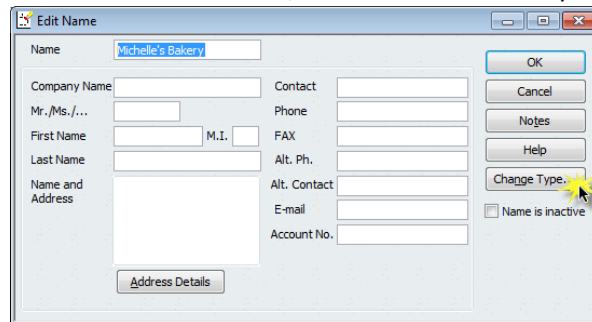 Edit Name
Name Michelle's Bakery
OK
Company Name Contact Cancel
Mr./Ms./... Phone Notes
First Name M.I. FAX Help
Last Name Alt. Ph.
Name and Address Alt. Contact Change Type...
E-mail Name is inactive
Account No.
Address Details